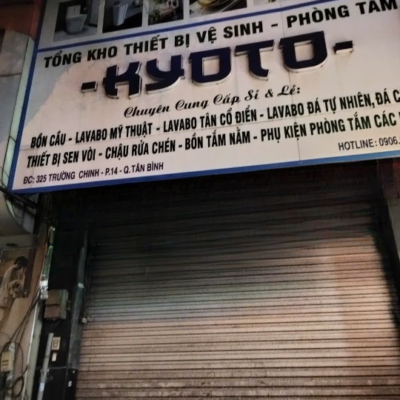 TỔNG KHO THIẾT BỊ VỆ SINH - PHÒNG TẮM
-KYOTO-
Chuyên Cung Cấp Sỉ & Lẻ:
BỒN CẦU - LAVABO MỸ THUẬT - LAVABO TÂN CỔ ĐIỂN - LAVABO ĐÁ TỰ NHIÊN, ĐÁ
THIẾT BỊ SEN VÒI - CHẬU RỬA CHÉN - BỒN TẮM NẰM - PHỤ KIỆN PHÒNG TẮM CÁC
ĐC: 325 TRƯỜNG CHINH - P.14 - Q.TÂN BÌNH
HOTLINE: 0906.